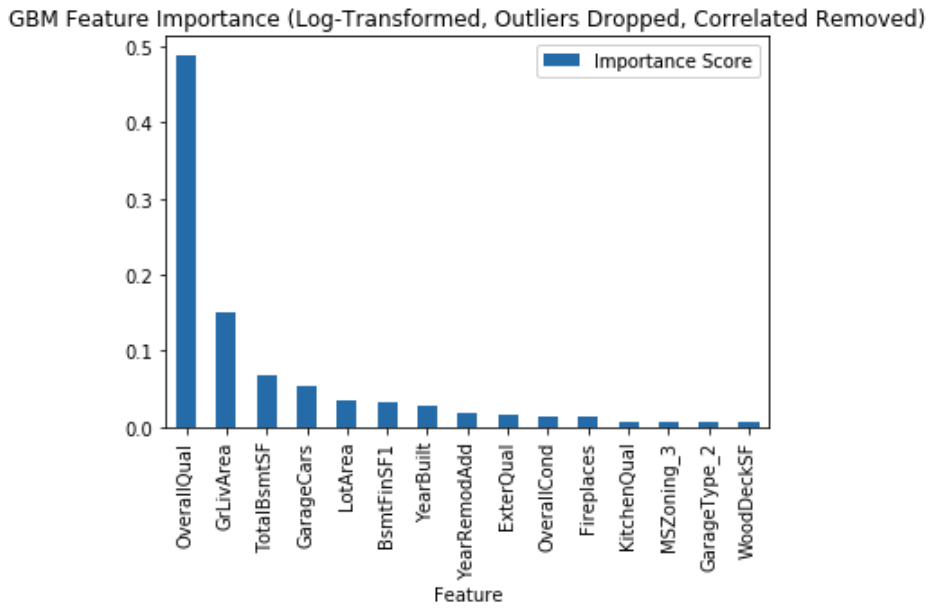 GBM Feature Importance (Log-Transformed, Outliers Dropped, Correlated Removed)
Importance Score
0.5
0.4
0.3
0.2
0.1
0.0
OverallQual
GrLivArea
TotalBsmtSF
GarageCars
LotArea
BsmtFinSF1
YearBuilt
YearRemodAdd
ExterQual
OverallCond
Fireplaces
KitchenQual
MSZoning_3
GarageType_2
WoodDeckSF
Feature